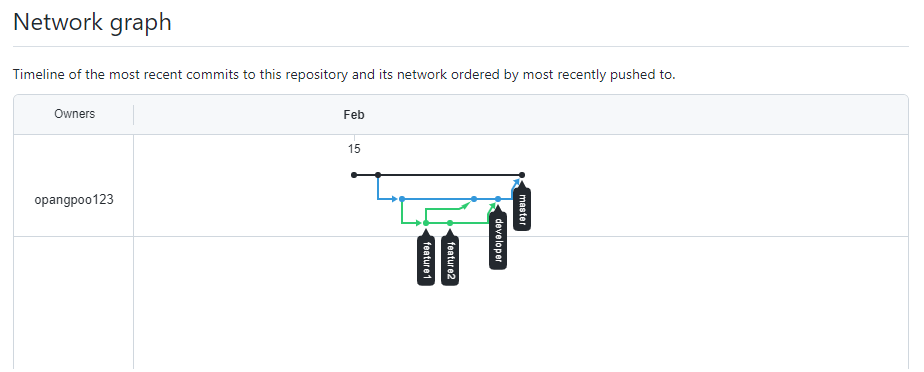 Network graph
Timeline of the most recent commits to this repository and its network ordered by most recently pushed to.
Owners
Feb
15
opangpoo123
master
developer
feature1
feature2